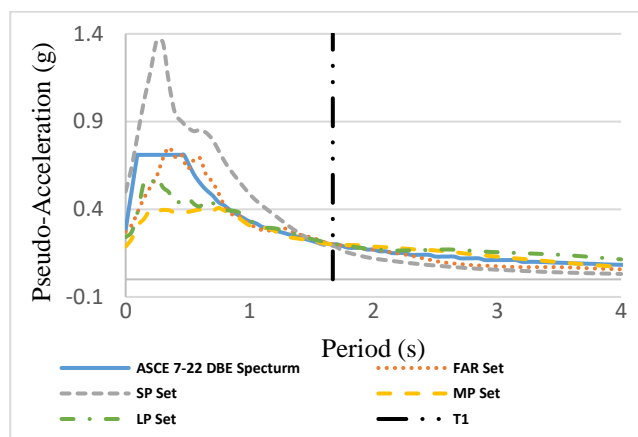 Pseudo-Acceleration (g)
1.4
0.9
0.4
-0.1
0 1 2 3 4
Period (s)
ASCE 7-22 DBE Specturm FAR Set
SP Set MP Set
LP Set T1